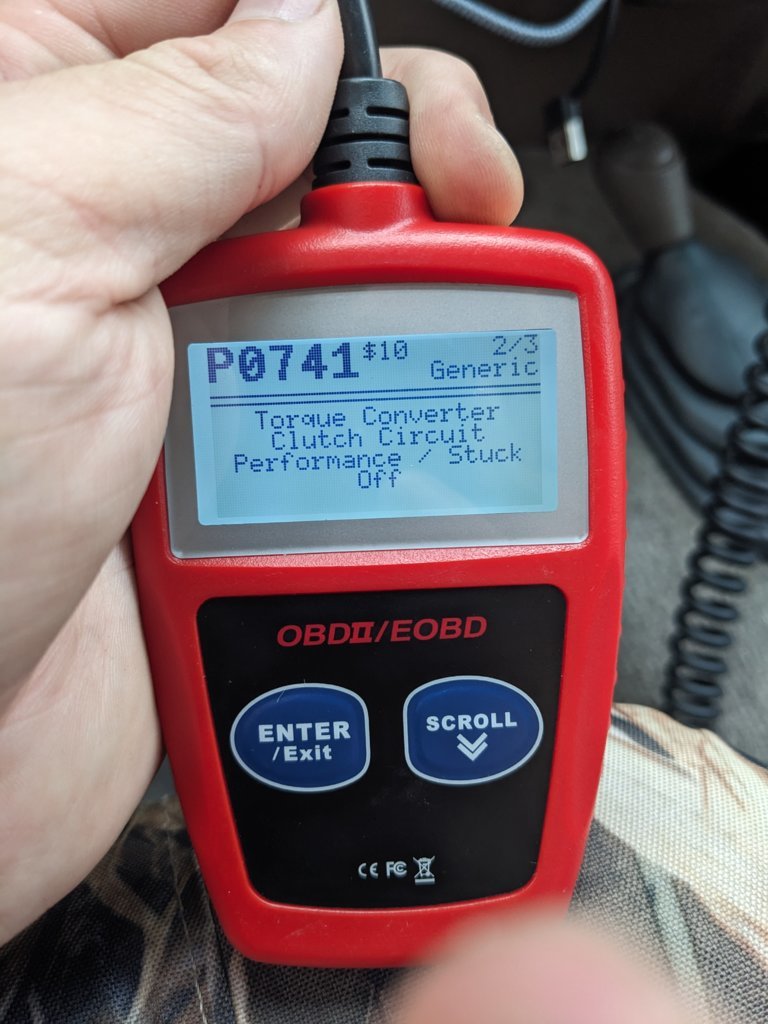 P0741 $10 2/3
Generic
Torque Converter
Clutch Circuit
Performance / Stuck
Off
OBDII/EOBD
ENTER
/Exit
SCROLL
CE FC